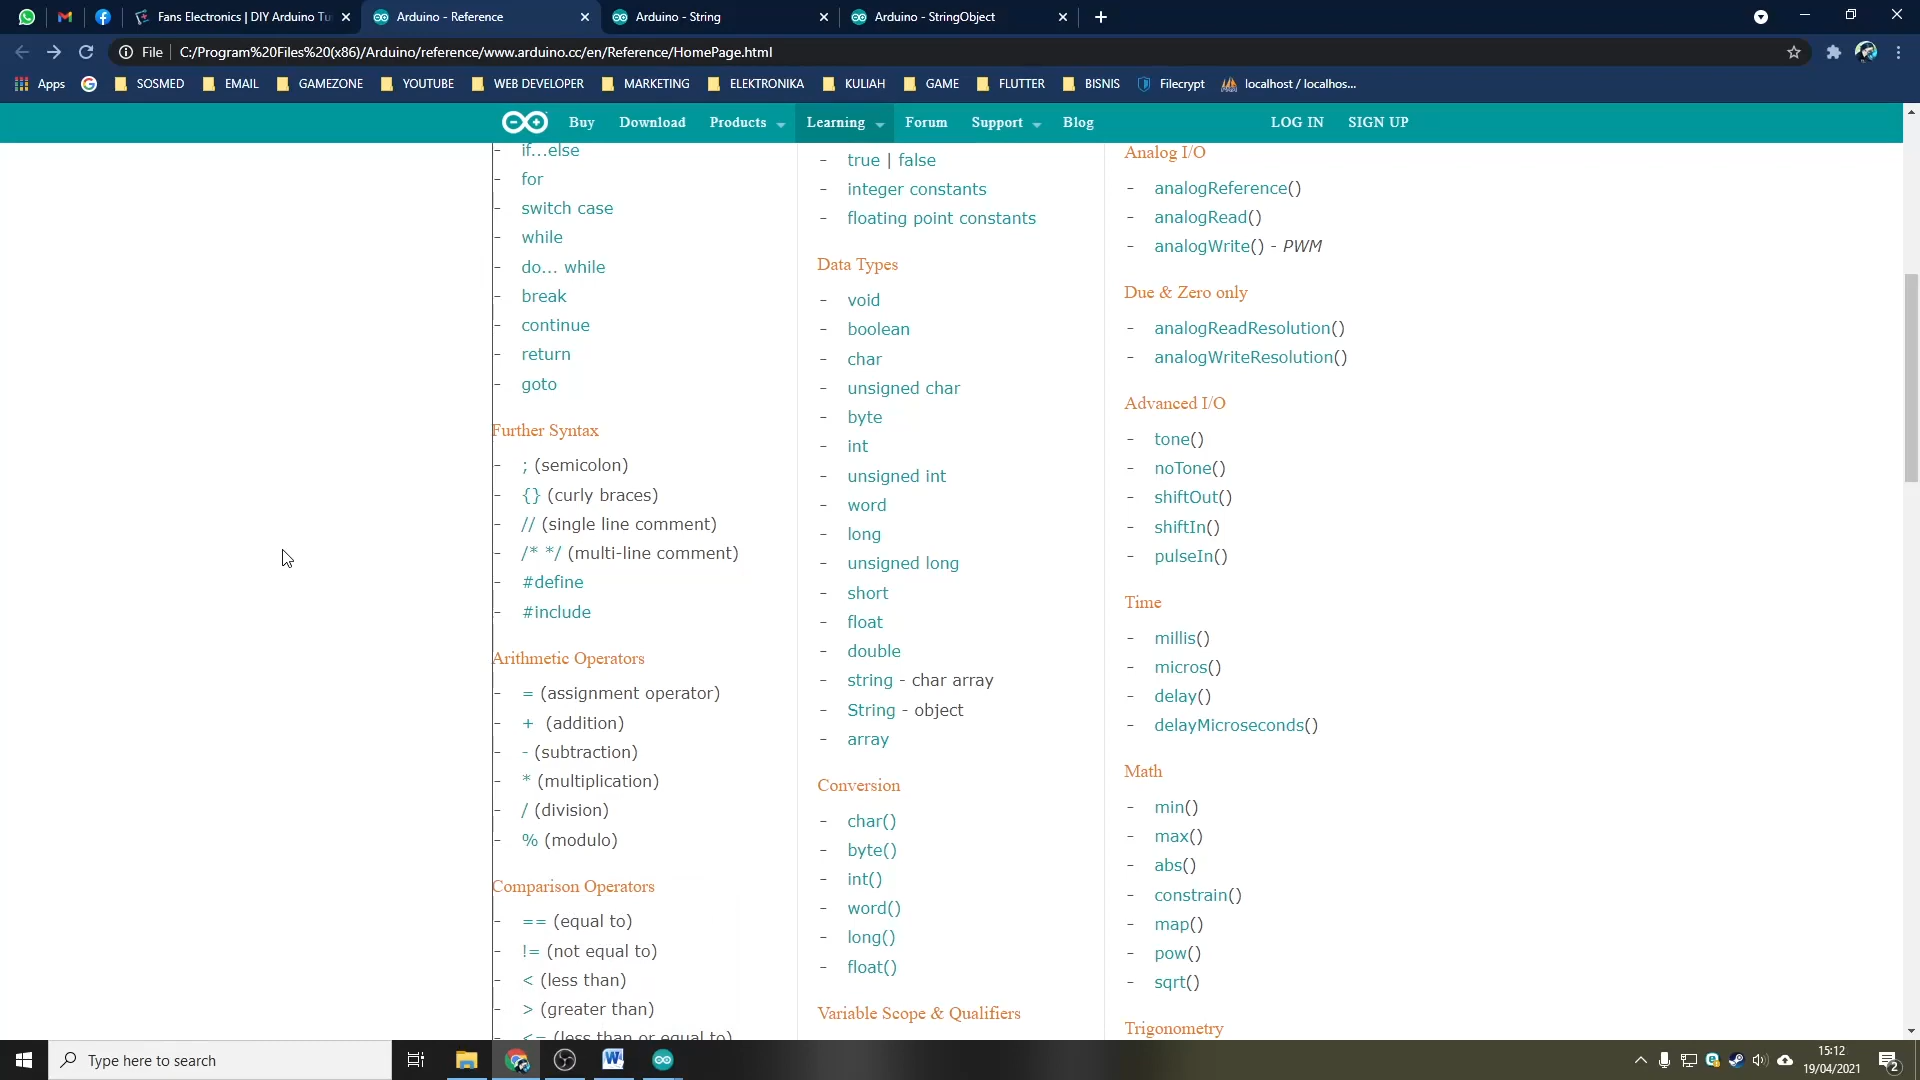 Fans Electronics | DIY Arduino Tu
Arduino - Reference
Arduino - String
Arduino - StringObject
File
C:/Program%20Files%20(x86)/Arduino/reference/www.arduino.cc/en/Reference/HomePage.html
Apps
SOSMED
EMAIL
GAMEZONE
YOUTUBE
WEB DEVELOPER
MARKETING
ELEKTRONIKA
KULIAH
GAME
FLUTTER
BISNIS
Filecrypt
localhost / localhos...
Buy
Download
Products
Learning
Forum
Support
Blog
LOG IN
SIGN UP
- if...else
- for
- switch case
- while
- do... while
- break
- continue
- return
- goto
Further Syntax
- ; (semicolon)
- {} (curly braces)
- // (single line comment)
- /* */ (multi-line comment)
- #define
- #include
Arithmetic Operators
- = (assignment operator)
- + (addition)
- - (subtraction)
- * (multiplication)
- / (division)
- % (modulo)
Comparison Operators
- == (equal to)
- != (not equal to)
- < (less than)
- > (greater than)
- <= (less than or equal to)
- true | false
- integer constants
- floating point constants
Data Types
- void
- boolean
- char
- unsigned char
- byte
- int
- unsigned int
- word
- long
- unsigned long
- short
- float
- double
- string - char array
- String - object
- array
Conversion
- char()
- byte()
- int()
- word()
- long()
- float()
Variable Scope & Qualifiers
Analog I/O
- analogReference()
- analogRead()
- analogWrite() - PWM
Due & Zero only
- analogReadResolution()
- analogWriteResolution()
Advanced I/O
- tone()
- noTone()
- shiftOut()
- shiftIn()
- pulseIn()
Time
- millis()
- micros()
- delay()
- delayMicroseconds()
Math
- min()
- max()
- abs()
- constrain()
- map()
- pow()
- sqrt()
Trigonometry
Type here to search
15:12
19/04/2021
2